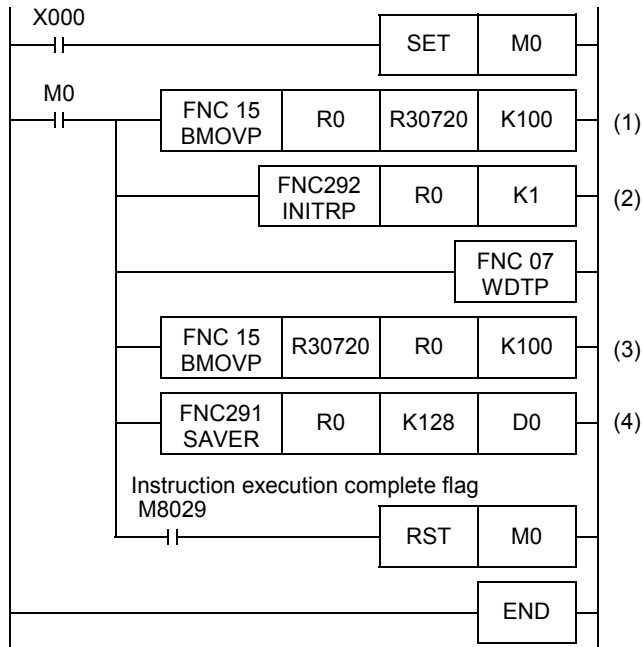 X000
SET M0
M0
FNC 15 BMOVP R0 R30720 K100 (1)
FNC292 INITRP R0 K1 (2)
FNC 07 WDTP
FNC 15 BMOVP R30720 R0 K100 (3)
FNC291 SAVER R0 K128 D0 (4)
Instruction execution complete flag
M8029
RST M0
END